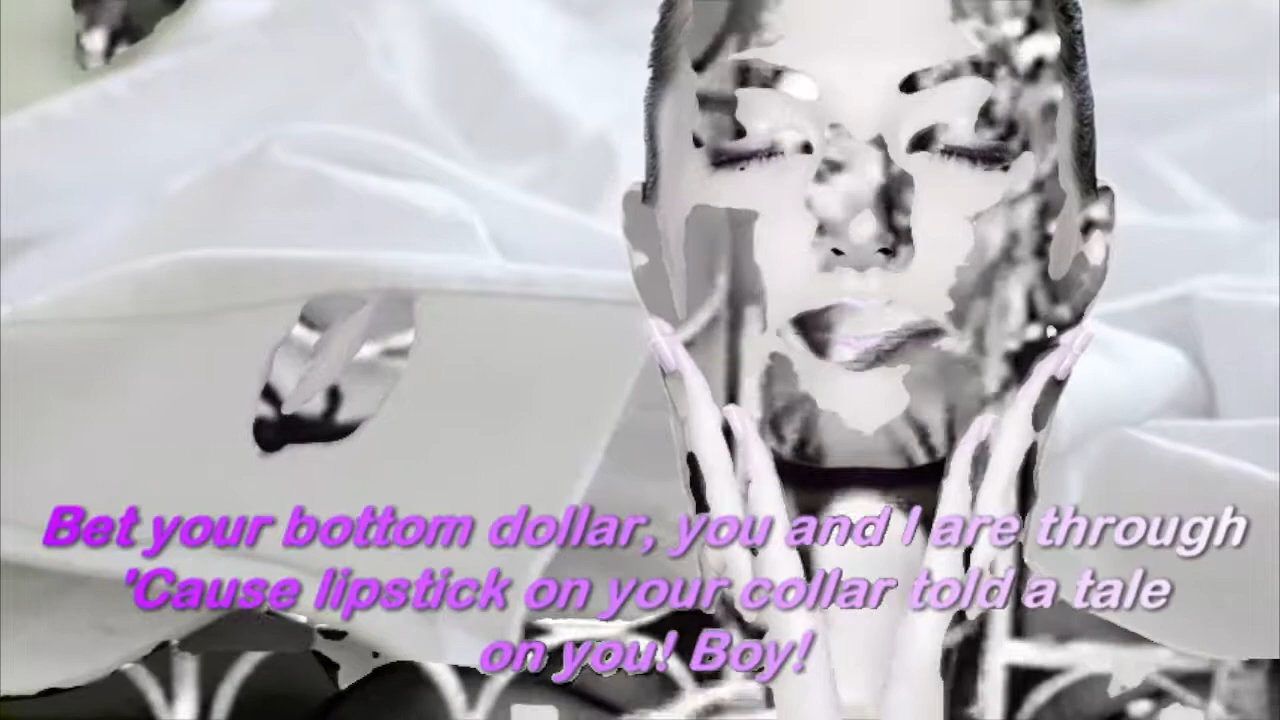 Bet your bottom dollar, you and I are through
'Cause lipstick on your collar told a tale
on you! Boy!